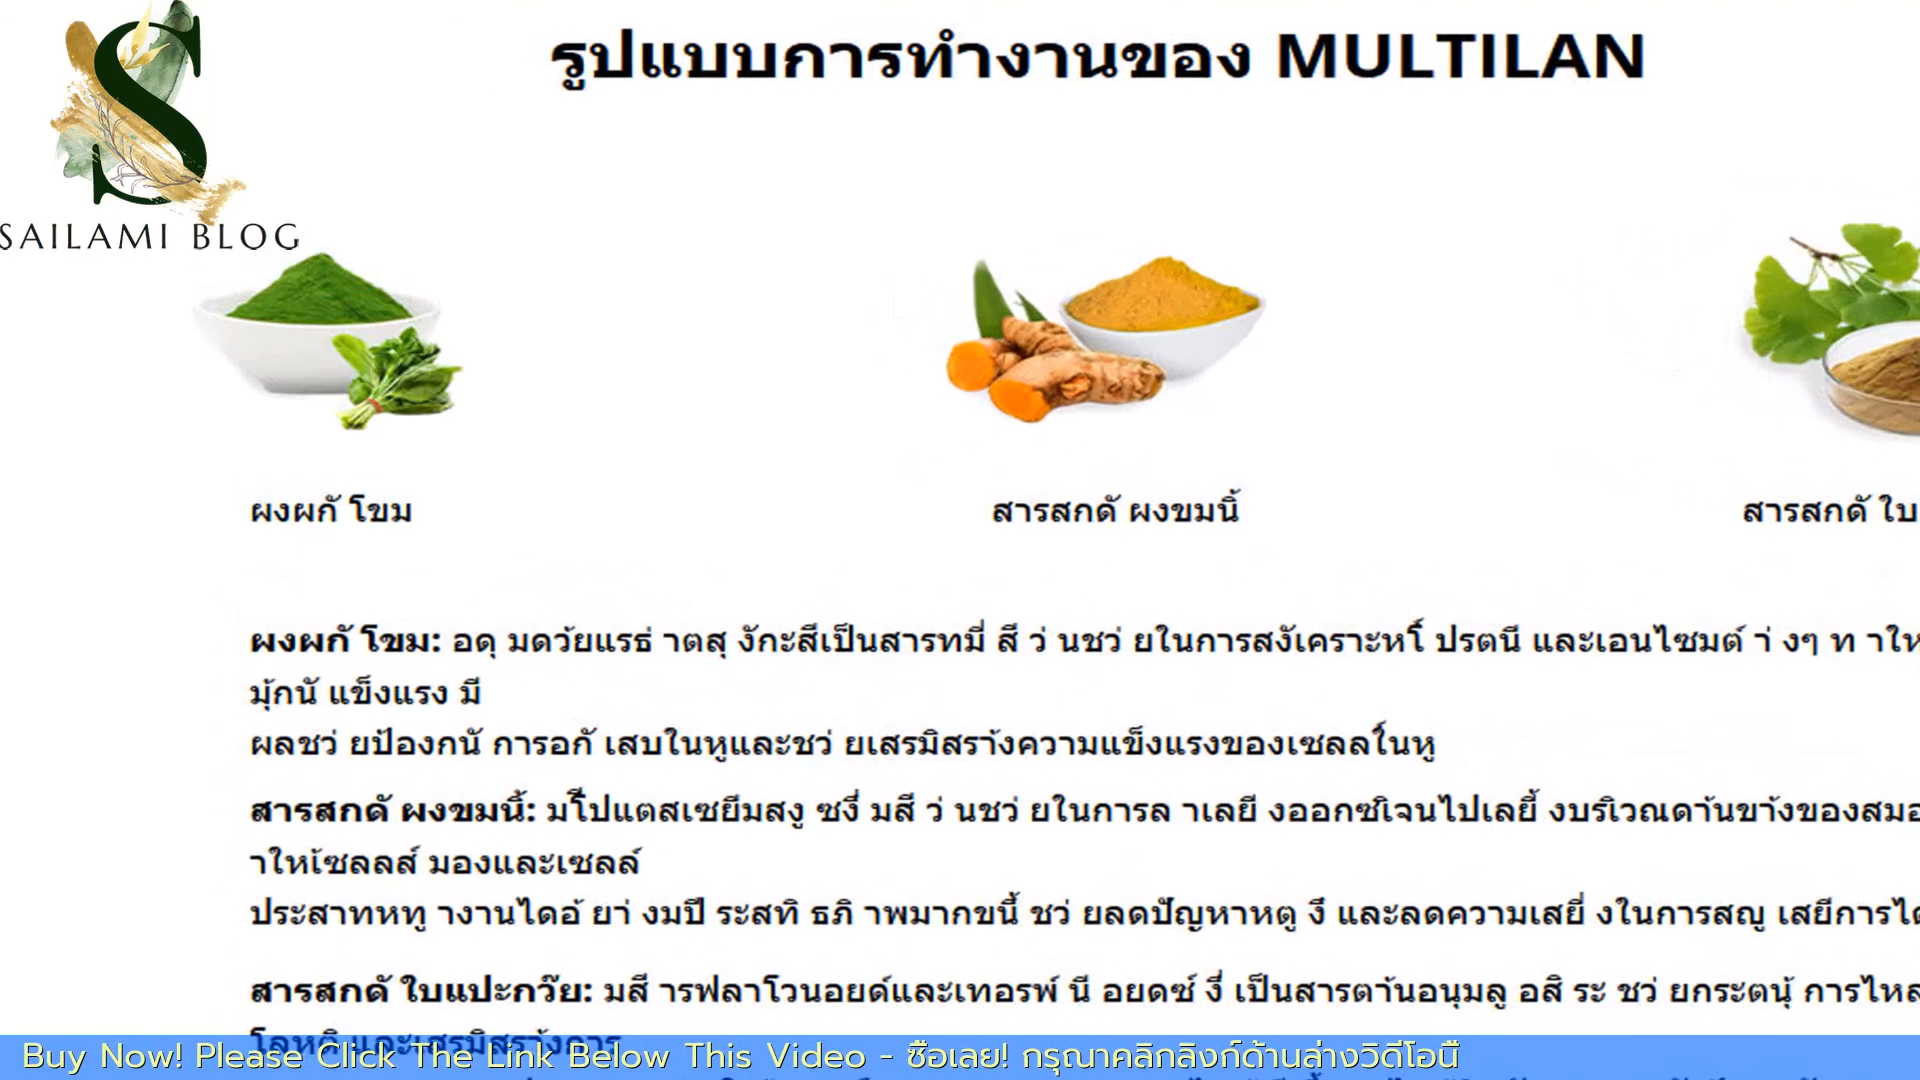 รูปแบบการทำงานของ MULTILAN
SAILAMI BLOG
ผงผกั โขม
สารสกดั ผงขมนิ้
สารสกดั ใบ
ผงผกั โขม: อดุ มดว้ยแรธ่ าตสุ งักะสีเป็นสารทมี่ สี ว่ นชว่ ยในการสงัเคราะหโ์ ปรตนี และเอนไซมต์ า่ งๆ ท าให
มุ้กนั แข็งแรง มี
ผลชว่ ยป้องกนั การอกั เสบในหูและชว่ ยเสรมิสรา้งความแข็งแรงของเซลลใ์นหู
สารสกดั ผงขมนิ้: มโีปแตสเซยีมสงู ซงึ่ มสี ว่ นชว่ ยในการล าเลยี งออกซเิจนไปเลยี้ งบรเิวณดา้นขา้งของสมอ
าใหเ้ซลลส์ มองและเซลล์
ประสาทหทู างานไดอ้ ยา่ งมปี ระสทิ ธภิ าพมากขนึ้ ชว่ ยลดปัญหาหตู งึ และลดความเสยี่ งในการสญู เสยีการได
สารสกดั ใบแปะกว๊ย: มสี ารฟลาโวนอยด์และเทอรพ์ นี อยดซ์ งึ่ เป็นสารตา้นอนุมลู อสิ ระ ชว่ ยกระตนุ้ การไหล
โลหติ และเสรมิสรา้งการ
Buy Now! Please Click The Link Below This Video - ซื้อเลย! กรุณาคลิกลิงก์ด้านล่างวิดีโอนี้